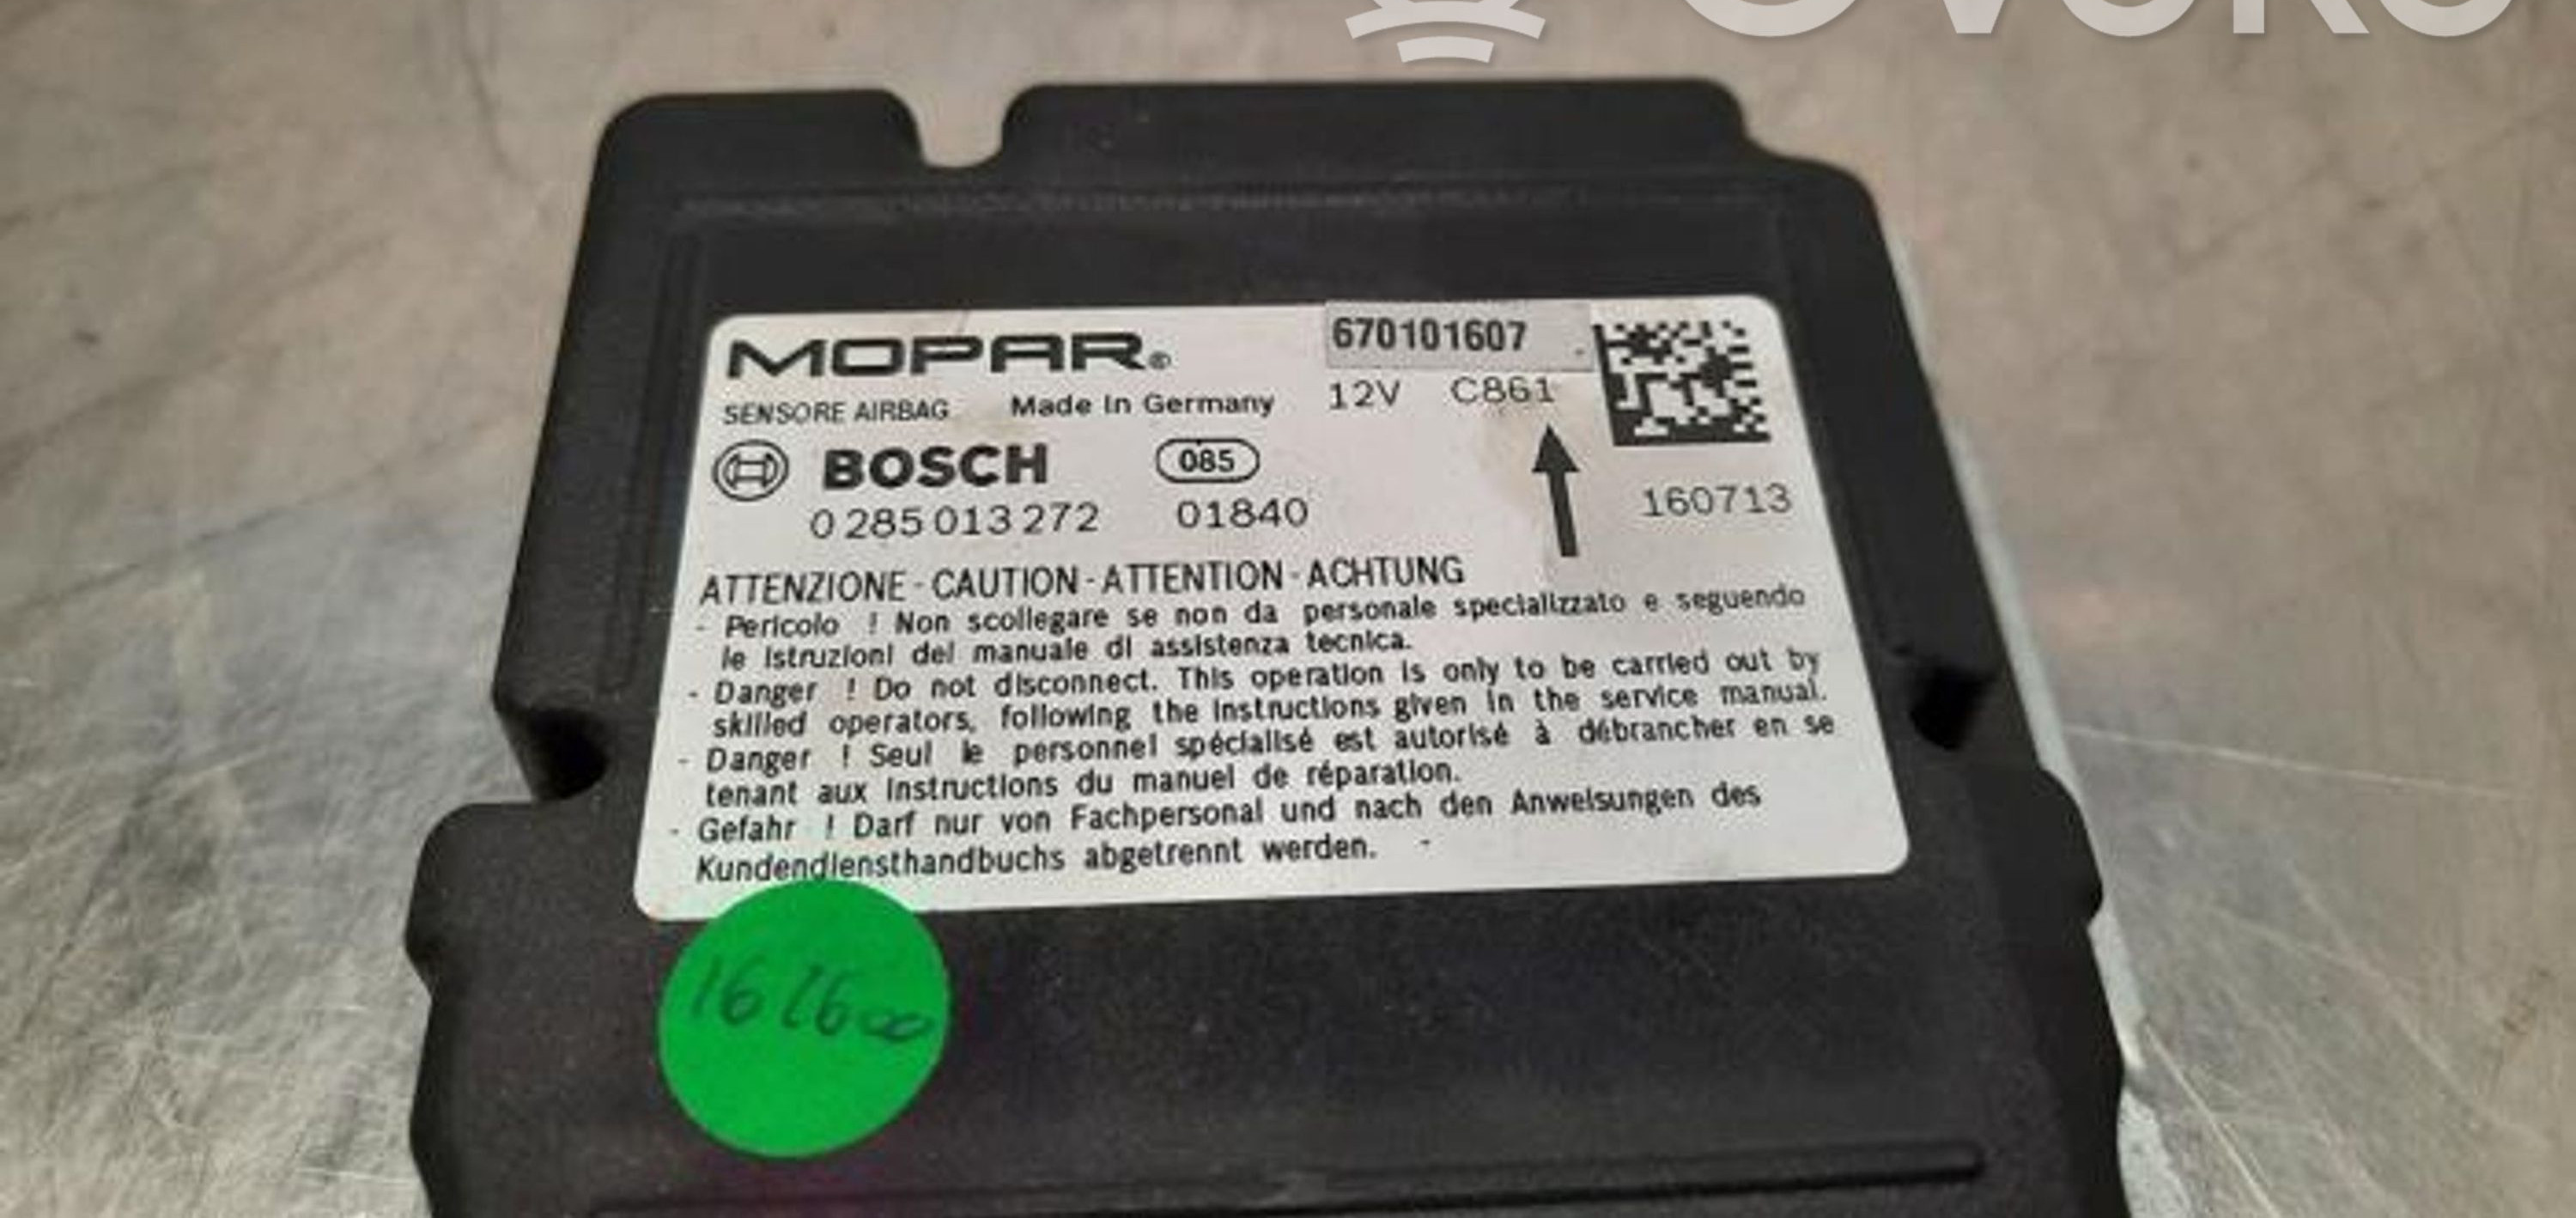 MOPAR®
670101607
SENSORE AIRBAG Made In Germany 12V C861
BOSCH 085
0 285 013 272 01840 160713
ATTENZIONE - CAUTION - ATTENTION - ACHTUNG
- Pericolo ! Non scollegare se non da personale specializzato e seguendo
le istruzioni del manuale di assistenza tecnica.
- Danger ! Do not disconnect. This operation is only to be carried out by
skilled operators, following the instructions given in the service manual.
- Danger ! Seul le personnel spécialisé est autorisé à débrancher en se
tenant aux instructions du manuel de réparation.
- Gefahr ! Darf nur von Fachpersonal und nach den Anweisungen des
Kundendiensthandbuchs abgetrennt werden. -